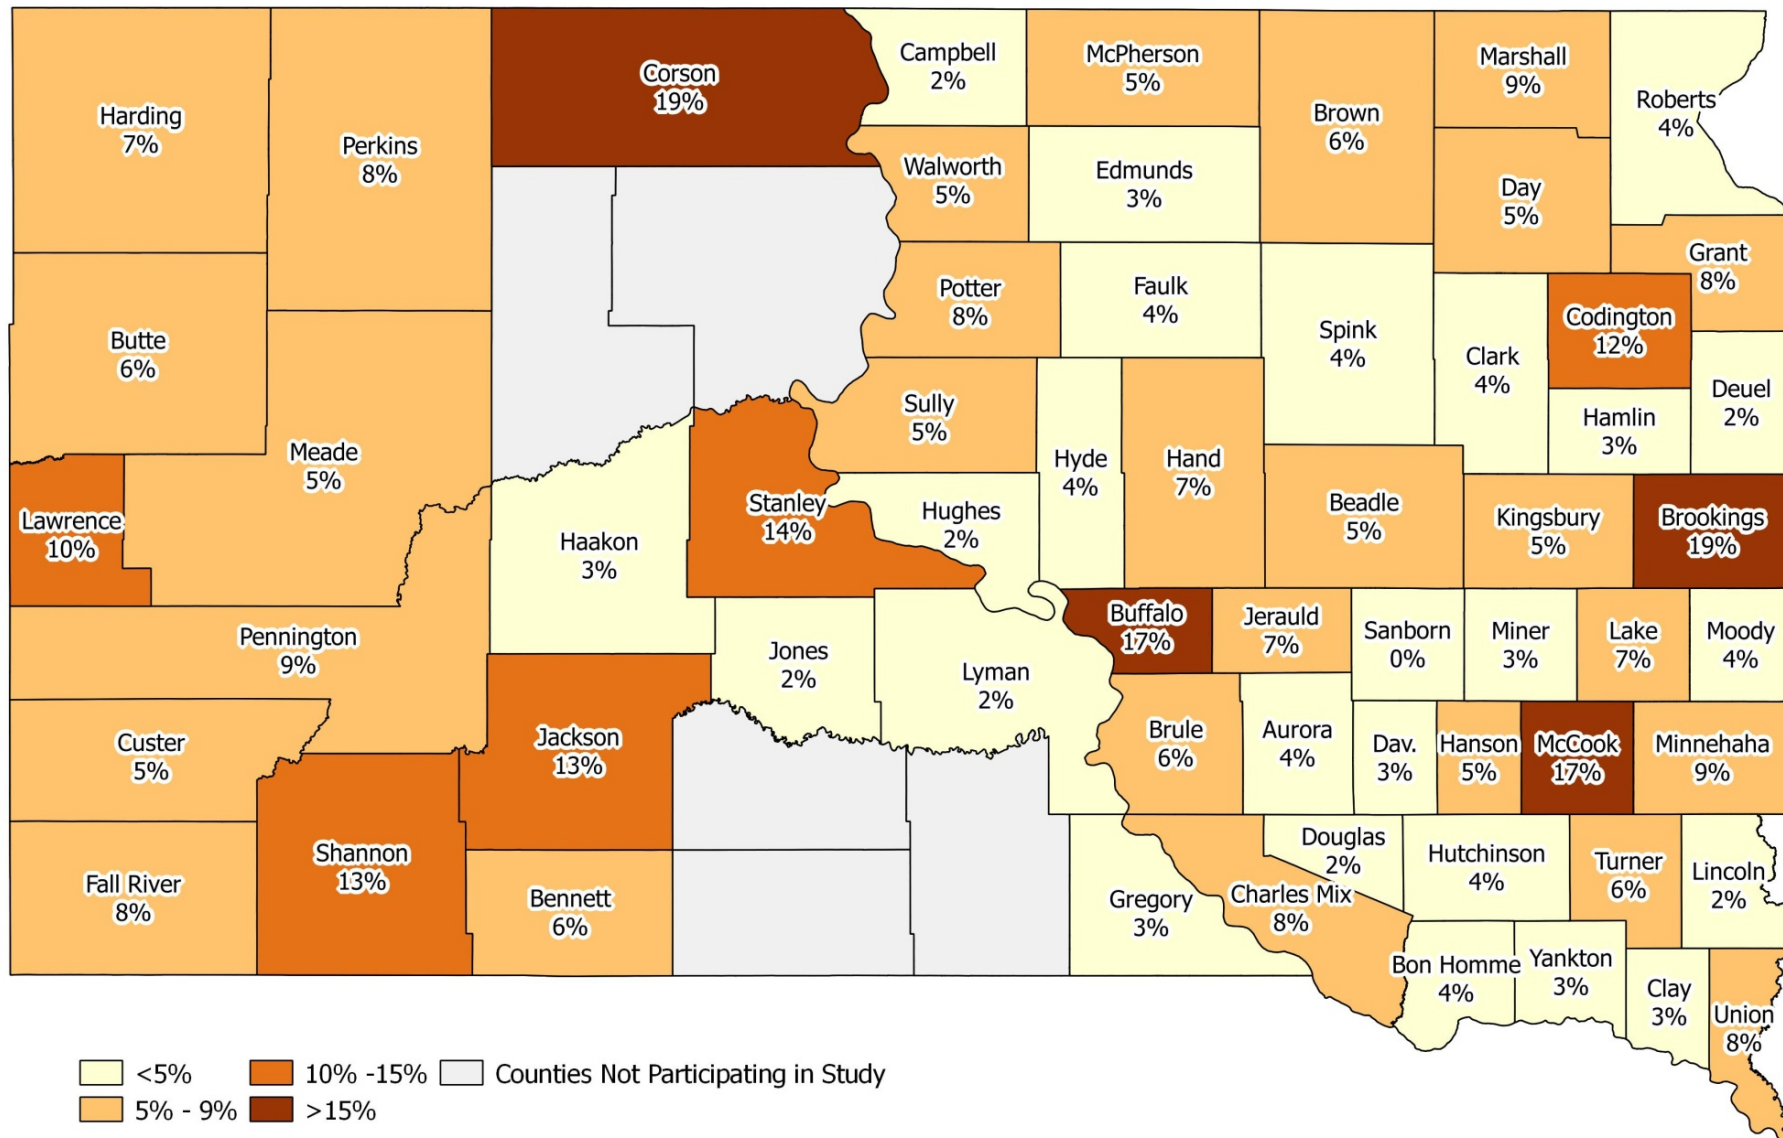 Harding
7%
Perkins
8%
Corson
19%
Campbell
2%
McPherson
5%
Brown
6%
Marshall
9%
Roberts
4%
Walworth
5%
Edmunds
3%
Day
5%
Grant
8%
Butte
6%
Potter
8%
Faulk
4%
Spink
4%
Clark
4%
Codington
12%
Deuel
2%
Hamlin
3%
Meade
5%
Sully
5%
Hyde
4%
Hand
7%
Lawrence
10%
Haakon
3%
Stanley
14%
Hughes
2%
Beadle
5%
Kingsbury
5%
Brookings
19%
Pennington
9%
Jones
2%
Lyman
2%
Buffalo
17%
Jerauld
7%
Sanborn
0%
Miner
3%
Lake
7%
Moody
4%
Custer
5%
Jackson
13%
Brule
6%
Aurora
4%
Dav.
3%
Hanson
5%
McCook
17%
Minnehaha
9%
Fall River
8%
Shannon
13%
Bennett
6%
Gregory
3%
Charles Mix
8%
Douglas
2%
Hutchinson
4%
Turner
6%
Lincoln
2%
Bon Homme
4%
Yankton
3%
Clay
3%
Union
8%
<5%
10% -15%
Counties Not Participating in Study
5% - 9%
>15%